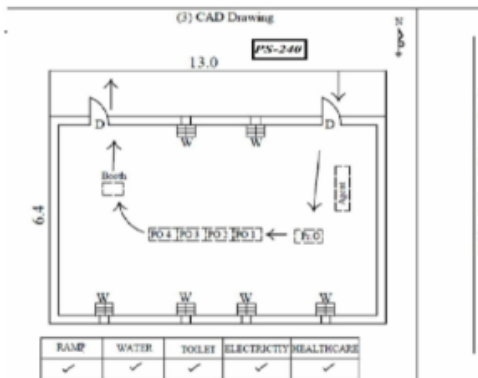 (3) CAD Drawing
N
PS-240
13.0
D
W
W
D
Booth
Agent
6.4
PO 4 PO 3 PO 2 PO 1
Pr.O
W
W
W
W
RAMP WATER TOILET ELECTRICTIY HEALTHCARE
✓ ✓ ✓ ✓ ✓